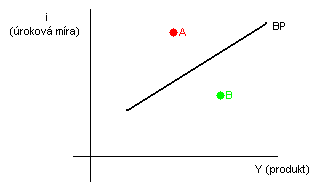 i
(úroková míra)
A
BP
B
Y (produkt)